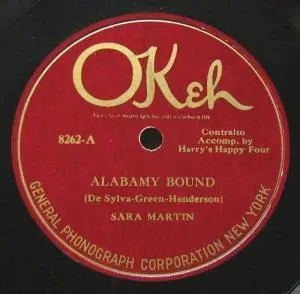 OKeh
8262-A
Contralto
Accomp. by
Harry's Happy Four
ALABAMY BOUND
(De Sylva-Green-Henderson)
SARA MARTIN
GENERAL PHONOGRAPH CORPORATION NEW YORK